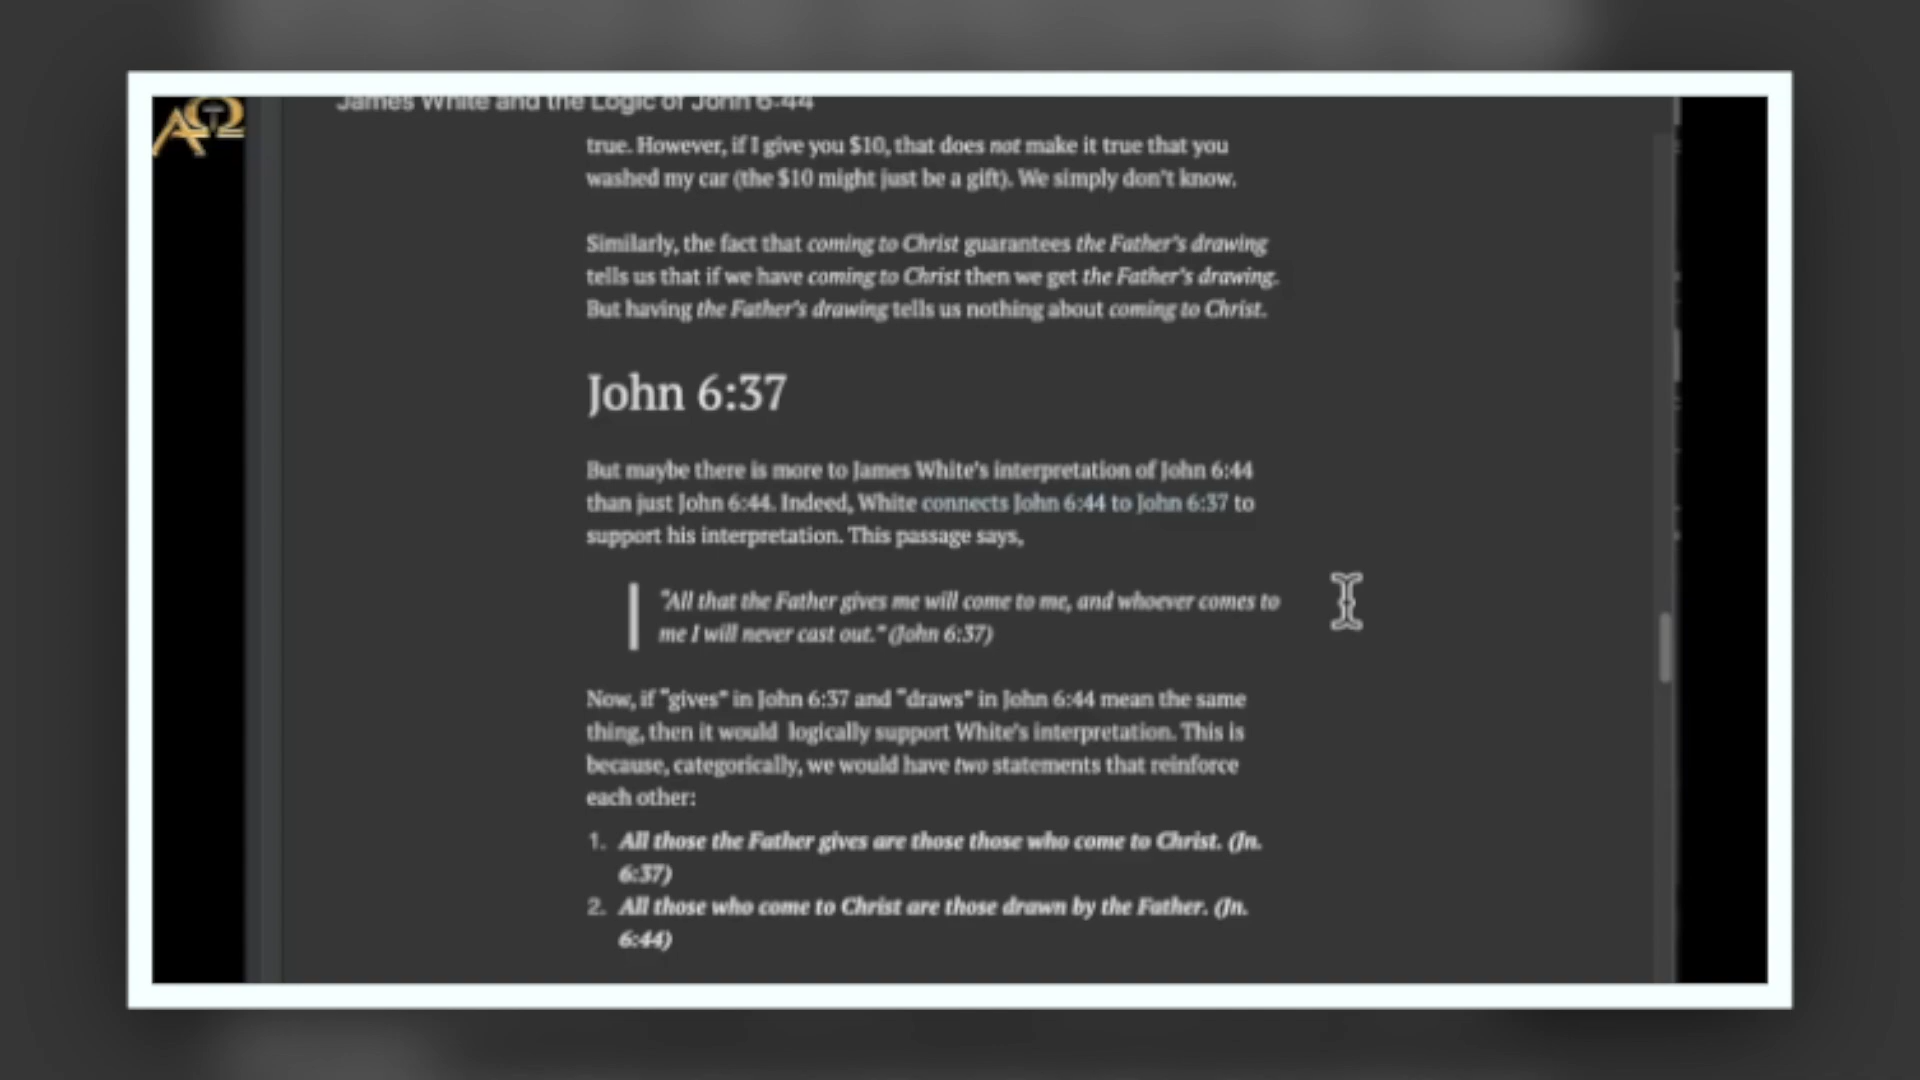 AΩ
James White and the Logic of John 6:44
true. However, if I give you $10, that does not make it true that you
washed my car (the $10 might just be a gift). We simply don't know.
Similarly, the fact that coming to Christ guarantees the Father's drawing
tells us that if we have coming to Christ then we get the Father's drawing.
But having the Father's drawing tells us nothing about coming to Christ.
John 6:37
But maybe there is more to James White's interpretation of John 6:44
than just John 6:44. Indeed, White connects John 6:44 to John 6:37 to
support his interpretation. This passage says,
"All that the Father gives me will come to me, and whoever comes to
me I will never cast out." (John 6:37)
Now, if "gives" in John 6:37 and "draws" in John 6:44 mean the same
thing, then it would logically support White's interpretation. This is
because, categorically, we would have two statements that reinforce
each other:
1. All those the Father gives are those those who come to Christ. (Jn.
6:37)
2. All those who come to Christ are those drawn by the Father. (Jn.
6:44)